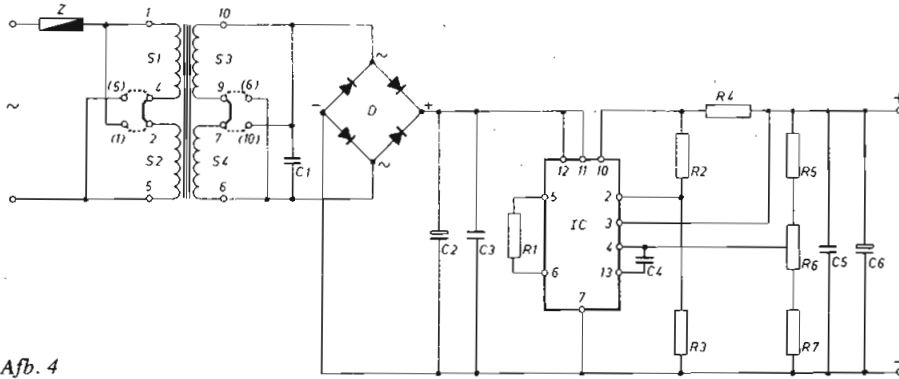 Z 1 10
S1 S3
~
(5) 4 9 (6)
(1) 2 7 (10)
S2 S4
5 6
C1
~
- D +
~
C2 C3
12 11 10
5 2
R1 IC 3
4
6 13
7
C4
R2 R4
R3
R5
R6
R7
C5 C6
+
-
Afb. 4